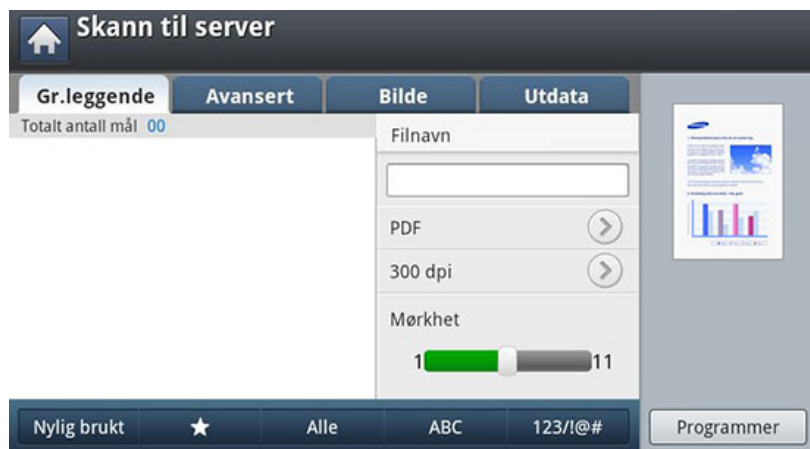 Skann til server
Gr.leggende
Avansert
Bilde
Utdata
Totalt antall mål 00
Filnavn
PDF
300 dpi
Mørkhet
1
11
Nylig brukt
Alle
ABC
123/!@#
Programmer